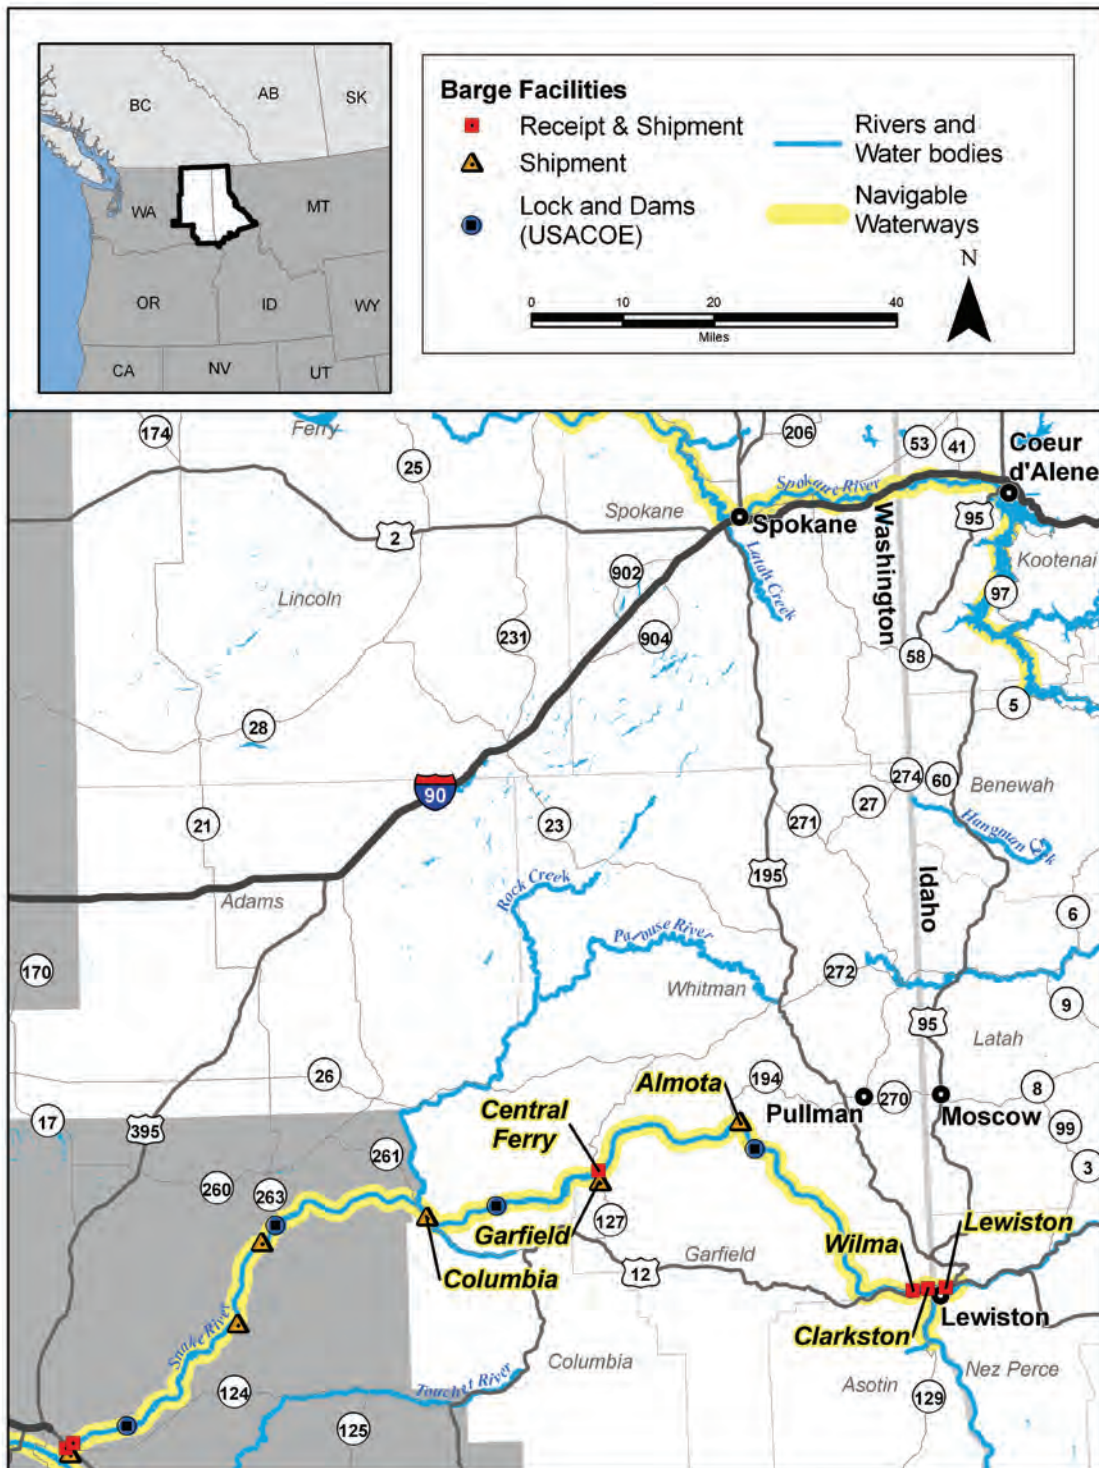 BC
AB
SK
WA
MT
OR
ID
WY
CA
NV
UT
Barge Facilities
Receipt & Shipment
Shipment
Lock and Dams
(USACOE)
Rivers and
Water bodies
Navigable
Waterways
N
0
10
20
40
Miles
174
Ferry
25
206
53
41
Coeur
d'Alene
Spokane River
2
Spokane
Spokane
95
Washington
Kootenai
Latah Creek
902
Lincoln
97
231
904
58
28
5
90
274
60
Benewah
21
23
271
27
Hangman Creek
195
Rock Creek
Idaho
Adams
6
Palouse River
170
272
Whitman
9
95
Latah
26
Almota
194
8
17
395
Central
Ferry
Pullman
270
Moscow
99
261
3
260
263
127
Garfield
Lewiston
Wilma
Garfield
12
Columbia
Lewiston
Snake River
Clarkston
Columbia
Nez Perce
Asotin
Touchet River
124
129
125